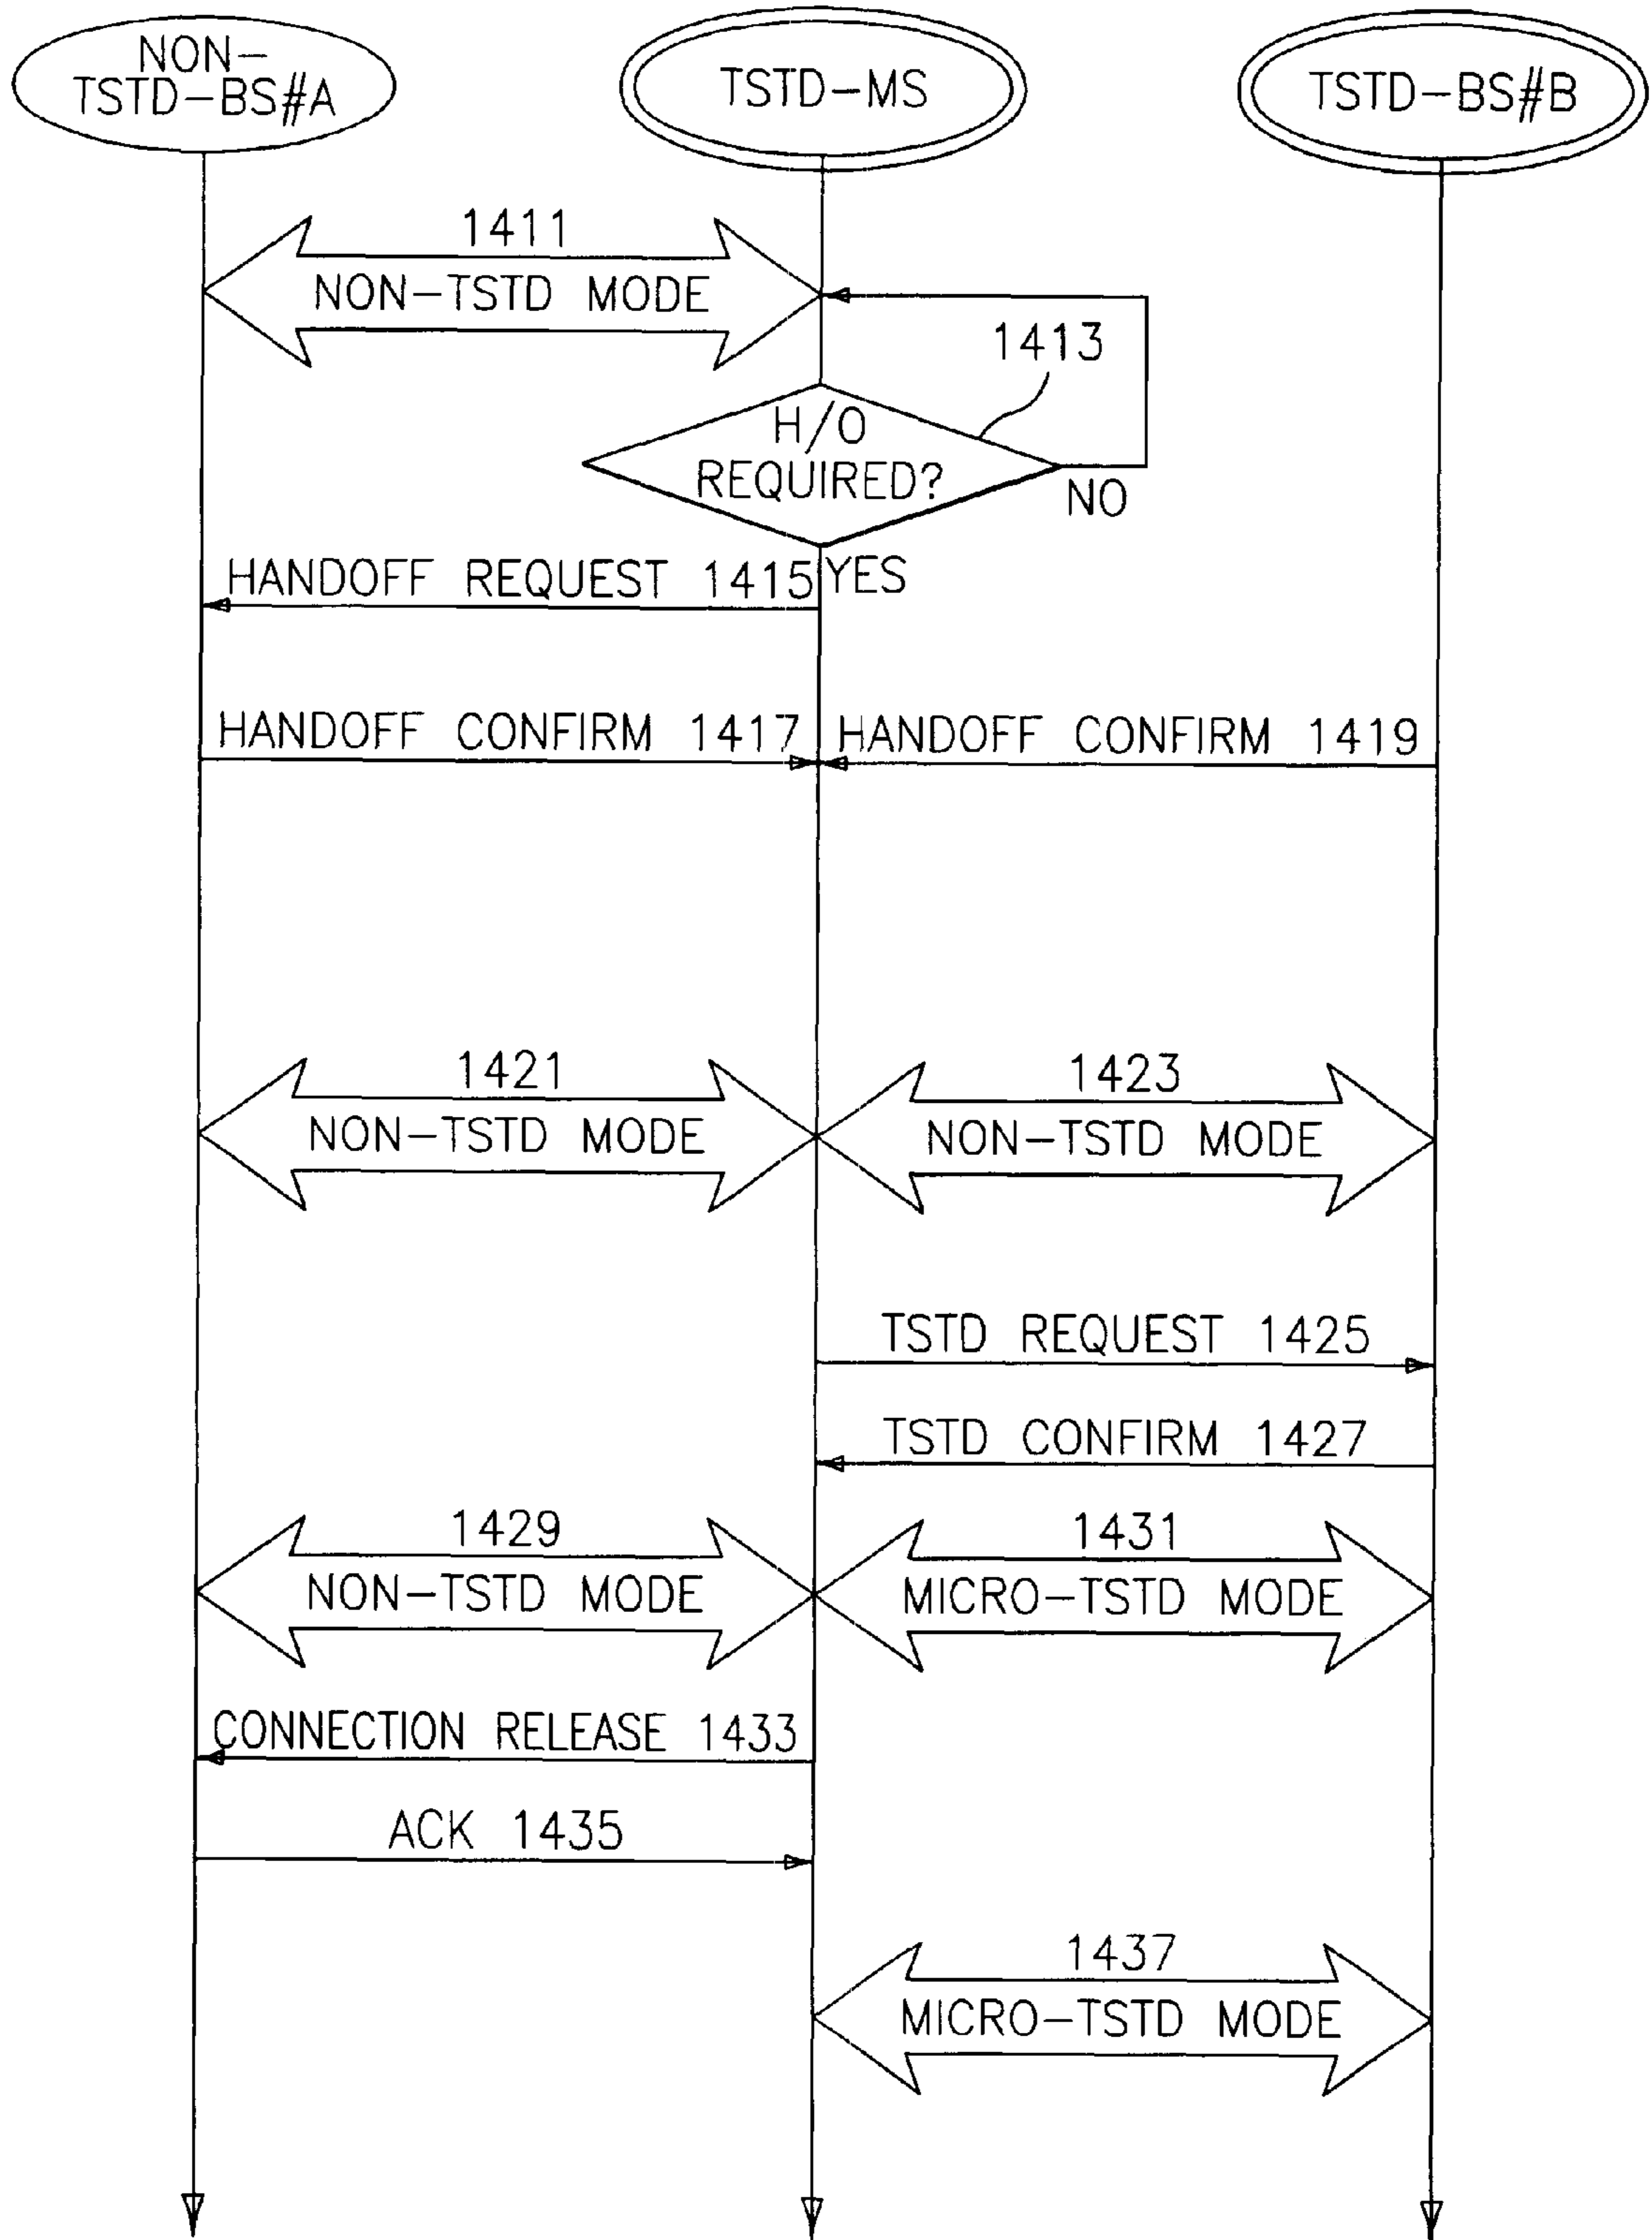 NON-
TSTD-BS#A
TSTD-MS
TSTD-BS#B
1411
NON-TSTD MODE
1413
H/O
REQUIRED?
NO
YES
HANDOFF REQUEST 1415
HANDOFF CONFIRM 1417
HANDOFF CONFIRM 1419
1421
NON-TSTD MODE
1423
NON-TSTD MODE
TSTD REQUEST 1425
TSTD CONFIRM 1427
1429
NON-TSTD MODE
1431
MICRO-TSTD MODE
CONNECTION RELEASE 1433
ACK 1435
1437
MICRO-TSTD MODE